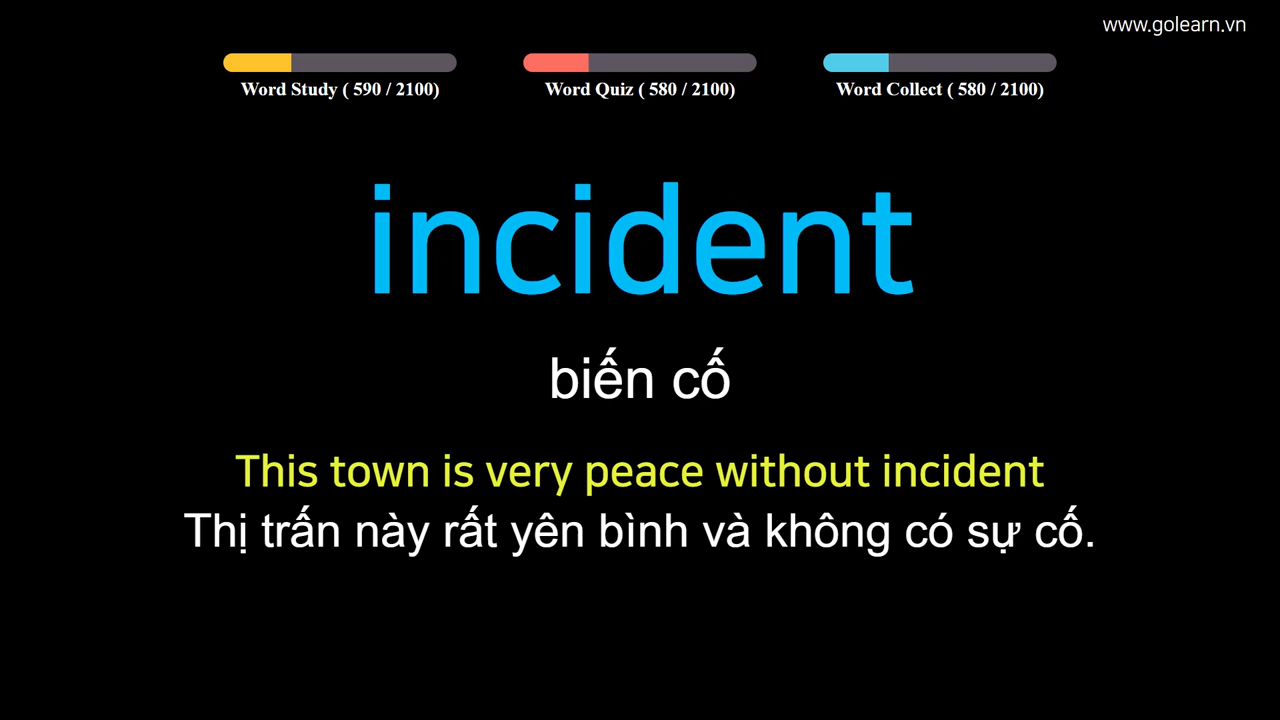 www.golearn.vn
Word Study ( 590 / 2100)
Word Quiz ( 580 / 2100)
Word Collect ( 580 / 2100)
incident
biến cố
This town is very peace without incident
Thị trấn này rất yên bình và không có sự cố.